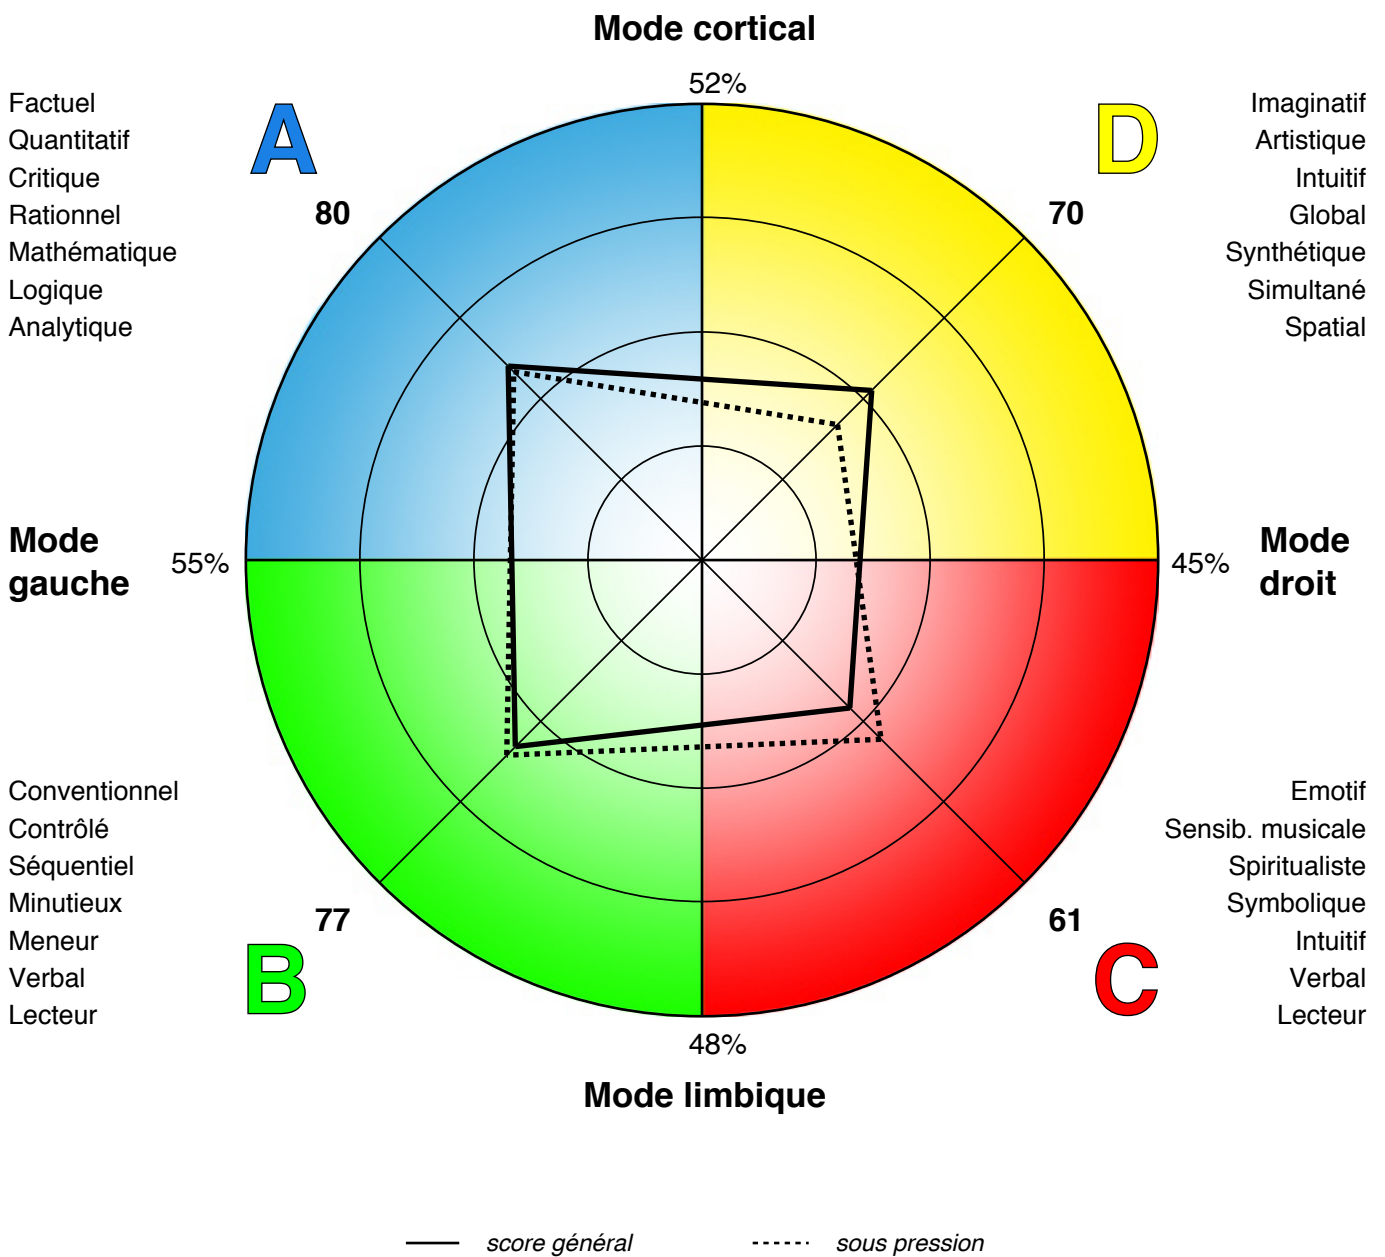 Mode cortical
52%
Factuel
Quantitatif
Critique
Rationnel
Mathématique
Logique
Analytique
A
80
D
70
Imaginatif
Artistique
Intuitif
Global
Synthétique
Simultané
Spatial
Mode
gauche
55%
45%
Mode
droit
Conventionnel
Contrôlé
Séquentiel
Minutieux
Meneur
Verbal
Lecteur
77
B
61
C
Emotif
Sensib. musicale
Spiritualiste
Symbolique
Intuitif
Verbal
Lecteur
48%
Mode limbique
score général
sous pression